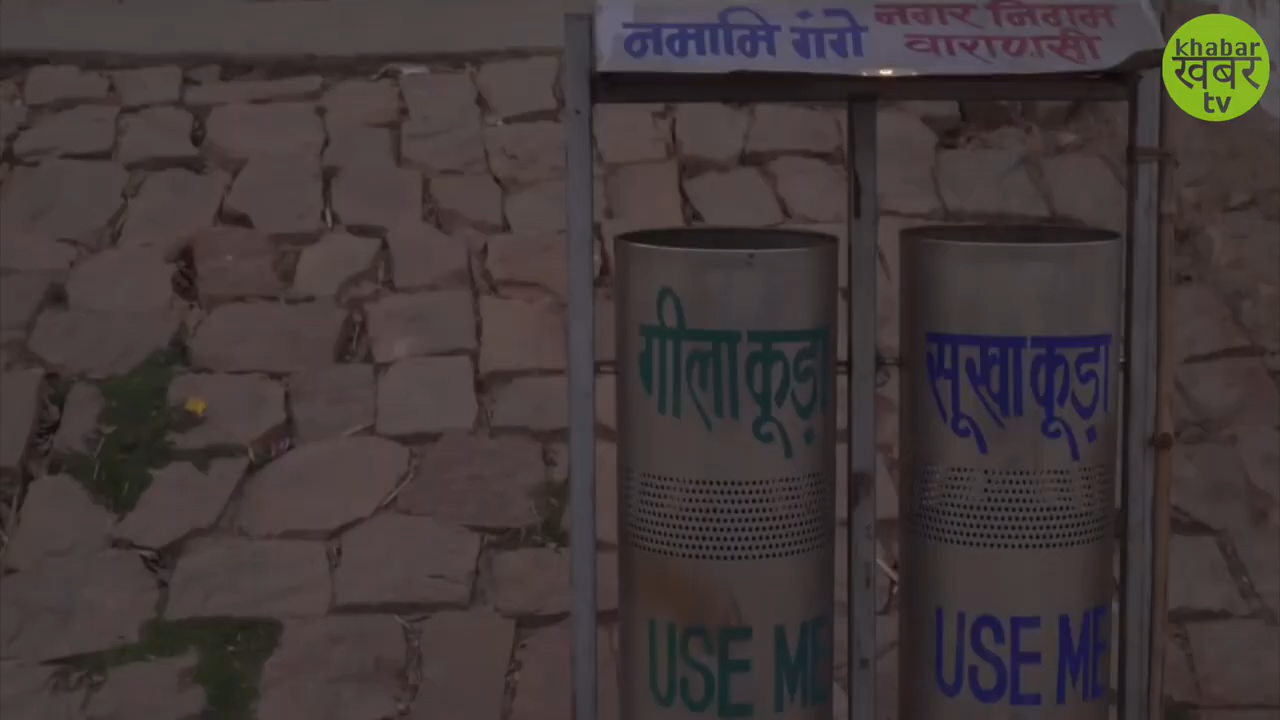 नमामि गंगे नगर निगम
वाराणसी
khabar
खबर
tv
गीला कूड़ा
सूखा कूड़ा
USE ME
USE ME